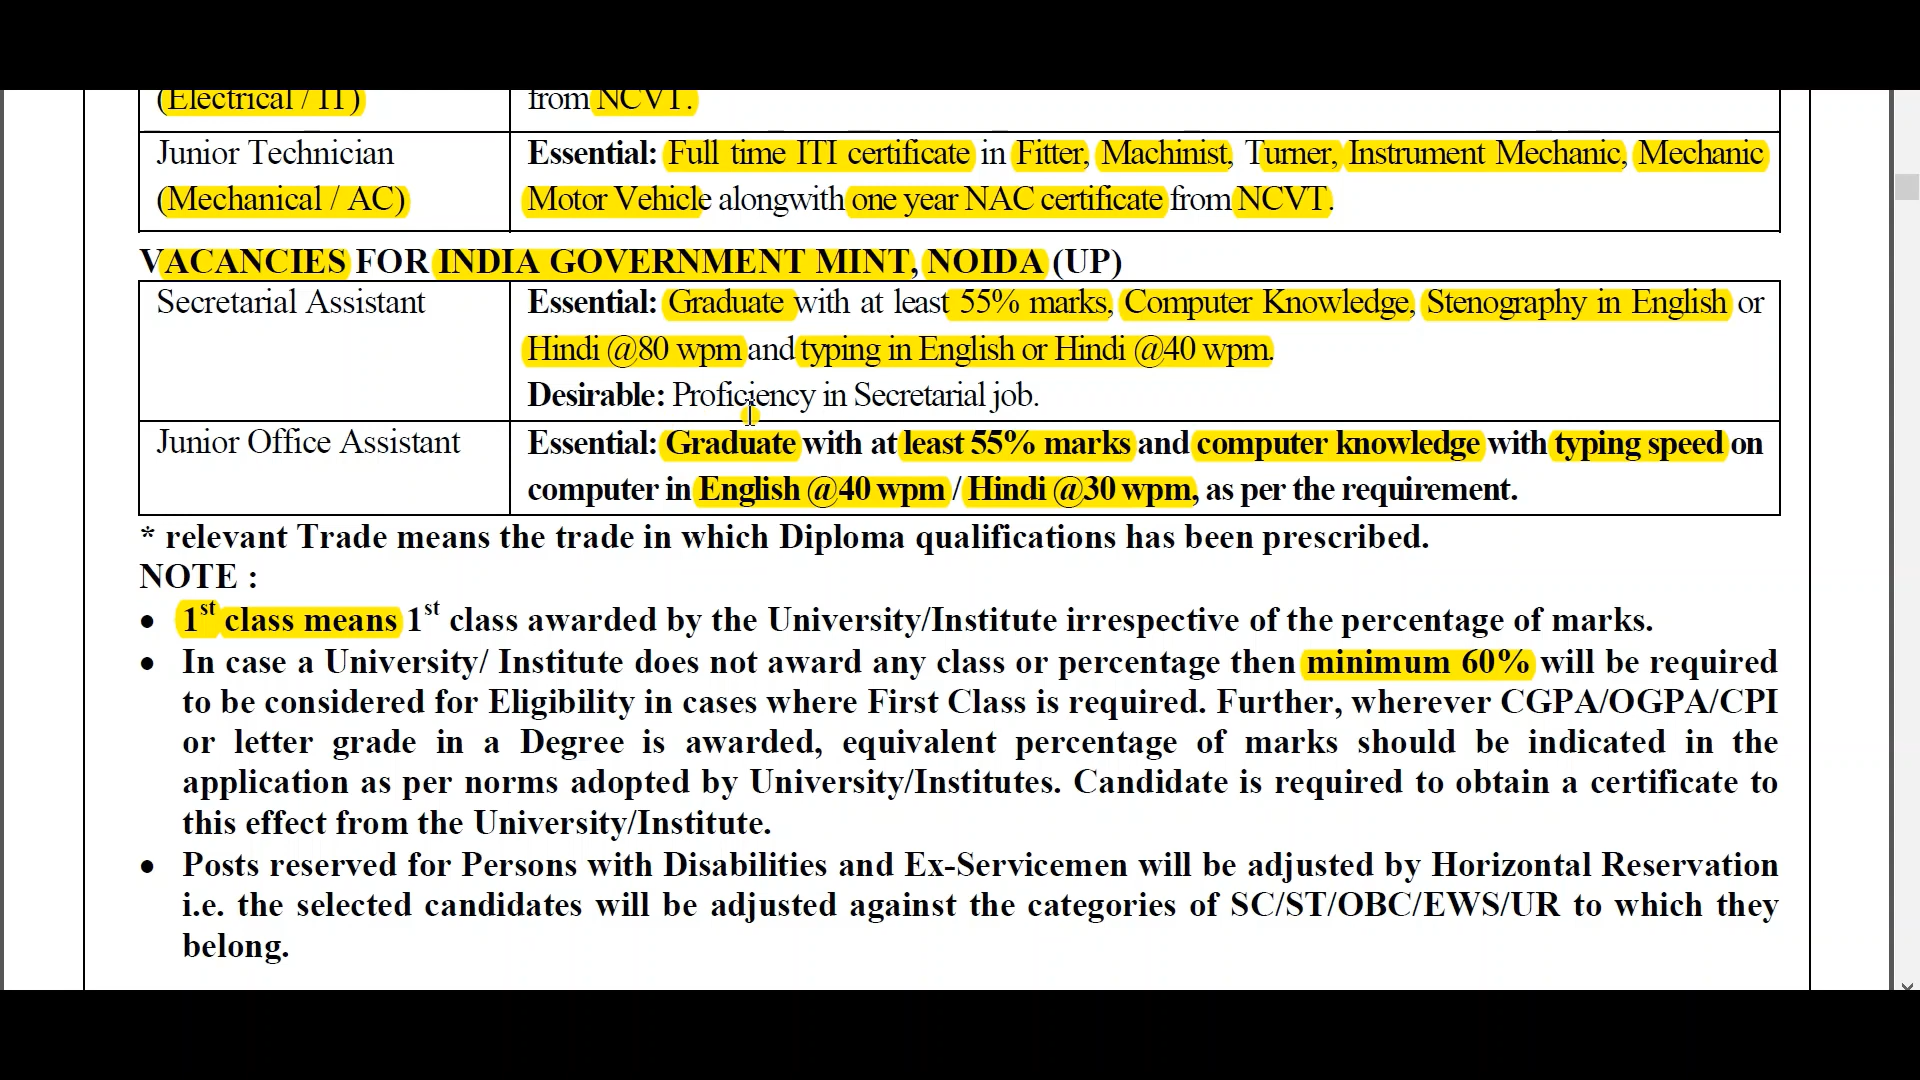 (Electrical / IT)
from NCVT.
Junior Technician
(Mechanical / AC)
Essential: Full time ITI certificate in Fitter, Machinist, Turner, Instrument Mechanic, Mechanic
Motor Vehicle alongwith one year NAC certificate from NCVT.
VACANCIES FOR INDIA GOVERNMENT MINT, NOIDA (UP)
Secretarial Assistant
Essential: Graduate with at least 55% marks, Computer Knowledge, Stenography in English or
Hindi @80 wpm and typing in English or Hindi @40 wpm.
Desirable: Proficiency in Secretarial job.
Junior Office Assistant
Essential: Graduate with at least 55% marks and computer knowledge with typing speed on
computer in English @40 wpm / Hindi @30 wpm, as per the requirement.
* relevant Trade means the trade in which Diploma qualifications has been prescribed.
NOTE :
• 1st class means 1st class awarded by the University/Institute irrespective of the percentage of marks.
• In case a University/ Institute does not award any class or percentage then minimum 60% will be required
to be considered for Eligibility in cases where First Class is required. Further, wherever CGPA/OGPA/CPI
or letter grade in a Degree is awarded, equivalent percentage of marks should be indicated in the
application as per norms adopted by University/Institutes. Candidate is required to obtain a certificate to
this effect from the University/Institute.
• Posts reserved for Persons with Disabilities and Ex-Servicemen will be adjusted by Horizontal Reservation
i.e. the selected candidates will be adjusted against the categories of SC/ST/OBC/EWS/UR to which they
belong.